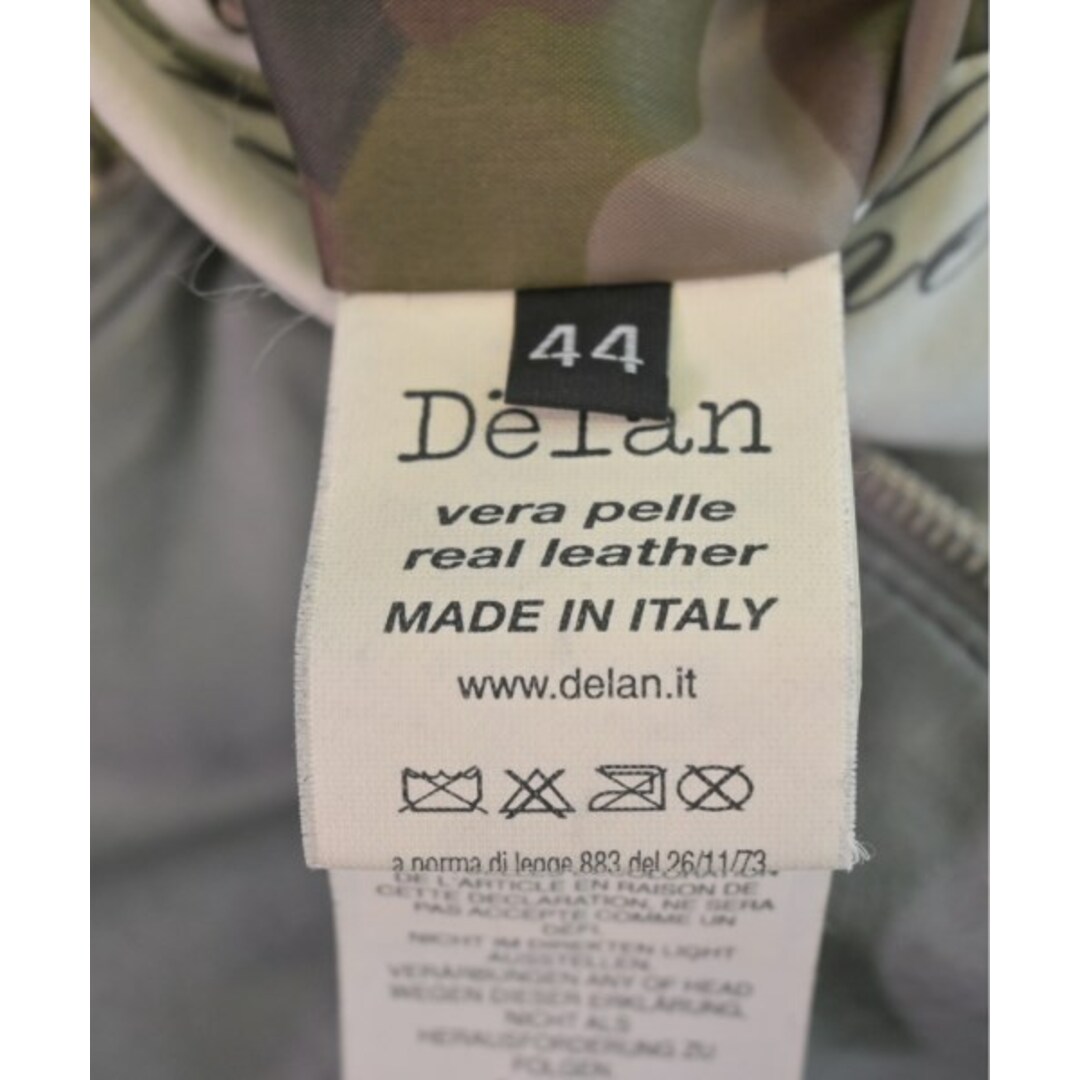 44
Delan
vera pelle
real leather
MADE IN ITALY
www.delan.it
a norma di legge 883 del 26/11/73
DE L'ARTICLE EN RAISON DE
CETTE DECLARATION, NE SERA
PAS ACCEPTE COMME UN
DEFI.
NICHT IM DIREKTEN LIGHT
AUSSTELLEN.
VERARBUNGEN ANY OF HEAD
WEGEN DIESER ERKLÄRUNG,
NICHT ALS
HERAUSFORDERUNG ZU
FOLGEN.